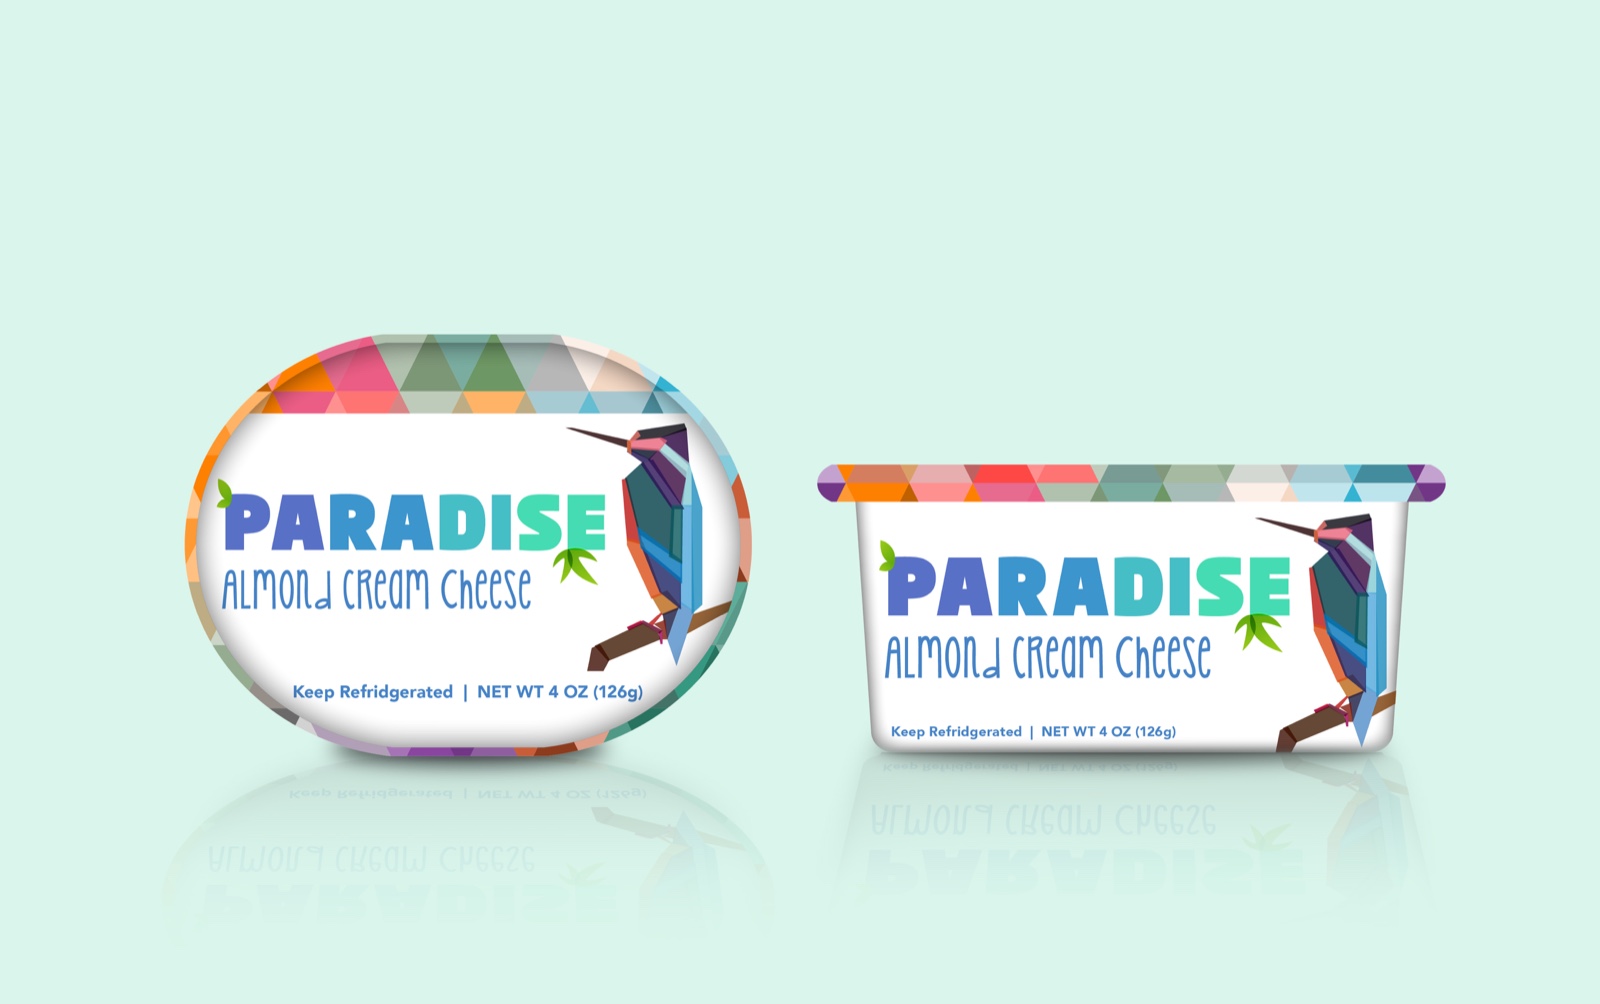 PARADISE
Almond Cream Cheese
Keep Refridgerated | NET WT 4 OZ (126g)
PARADISE
Almond Cream Cheese
Keep Refridgerated | NET WT 4 OZ (126g)